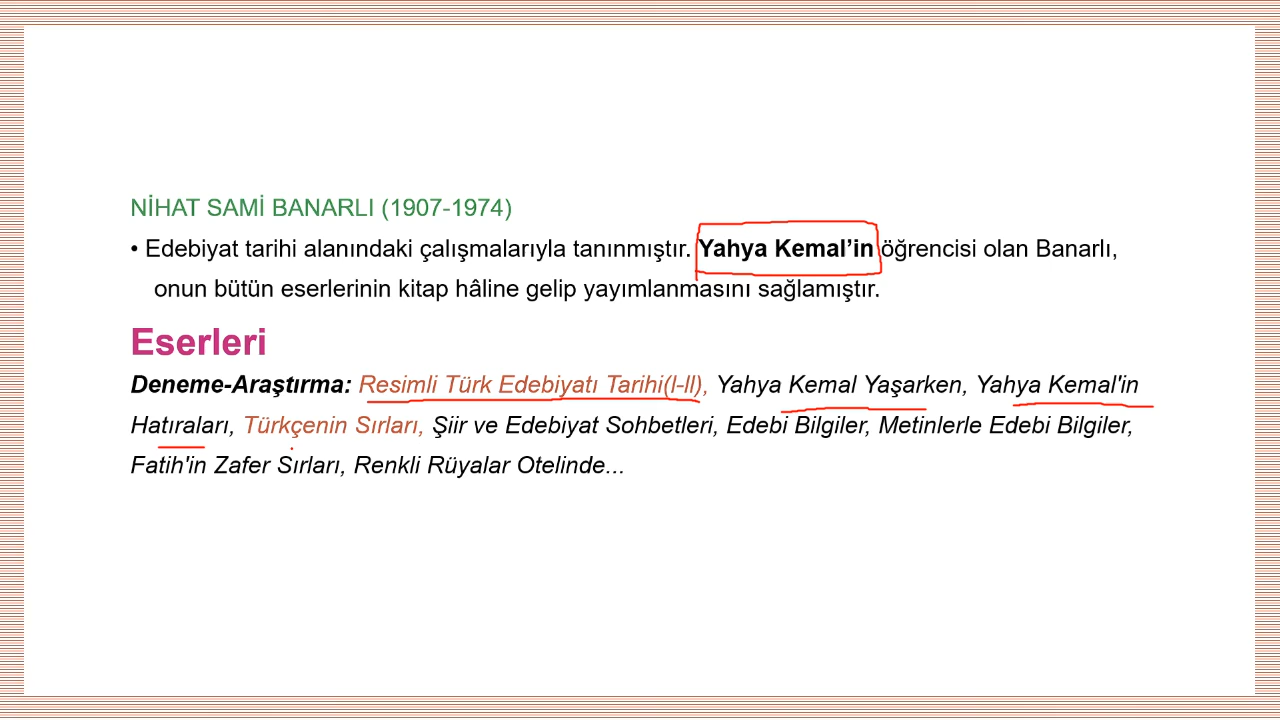 NİHAT SAMİ BANARLI (1907-1974)
• Edebiyat tarihi alanındaki çalışmalarıyla tanınmıştır. Yahya Kemal’in öğrencisi olan Banarlı,
onun bütün eserlerinin kitap hâline gelip yayımlanmasını sağlamıştır.
Eserleri
Deneme-Araştırma: Resimli Türk Edebiyatı Tarihi(I-II), Yahya Kemal Yaşarken, Yahya Kemal'in
Hatıraları, Türkçenin Sırları, Şiir ve Edebiyat Sohbetleri, Edebi Bilgiler, Metinlerle Edebi Bilgiler,
Fatih'in Zafer Sırları, Renkli Rüyalar Otelinde...